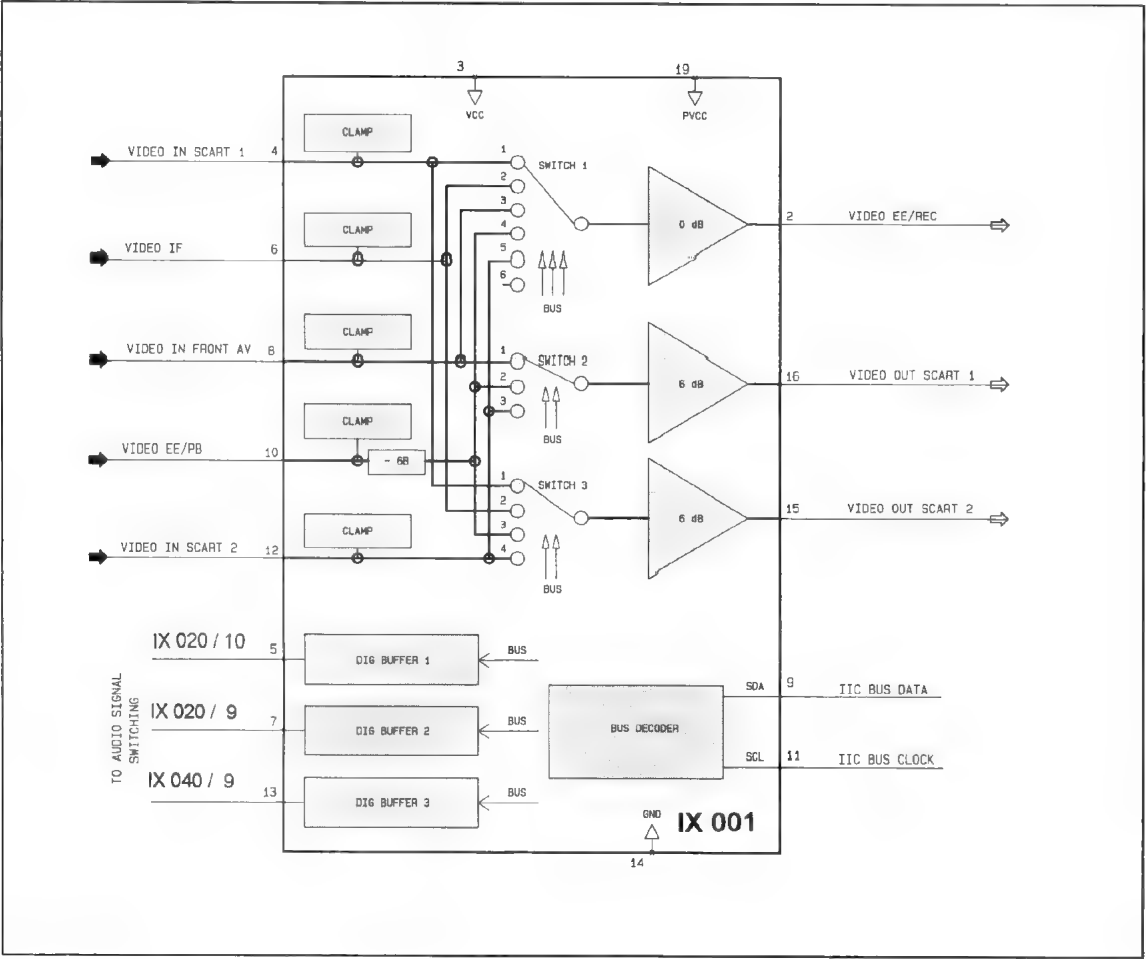 3
19
VCC
PVCC
CLAMP
VIDEO IN SCART 1
4
1
SWITCH 1
2
3
4
5
6
BUS
0 dB
2
VIDEO EE/REC
CLAMP
VIDEO IF
6
CLAMP
VIDEO IN FRONT AV
8
1
SWITCH 2
2
3
BUS
6 dB
16
VIDEO OUT SCART 1
CLAMP
VIDEO EE/PB
10
- 6B
1
SWITCH 3
2
3
4
BUS
6 dB
15
VIDEO OUT SCART 2
CLAMP
VIDEO IN SCART 2
12
TO AUDIO SIGNAL
SWITCHING
IX 020 / 10
5
DIG BUFFER 1
BUS
IX 020 / 9
7
DIG BUFFER 2
BUS
IX 040 / 9
13
DIG BUFFER 3
BUS
BUS DECODER
SDA
9
IIC BUS DATA
SCL
11
IIC BUS CLOCK
GND
IX 001
14